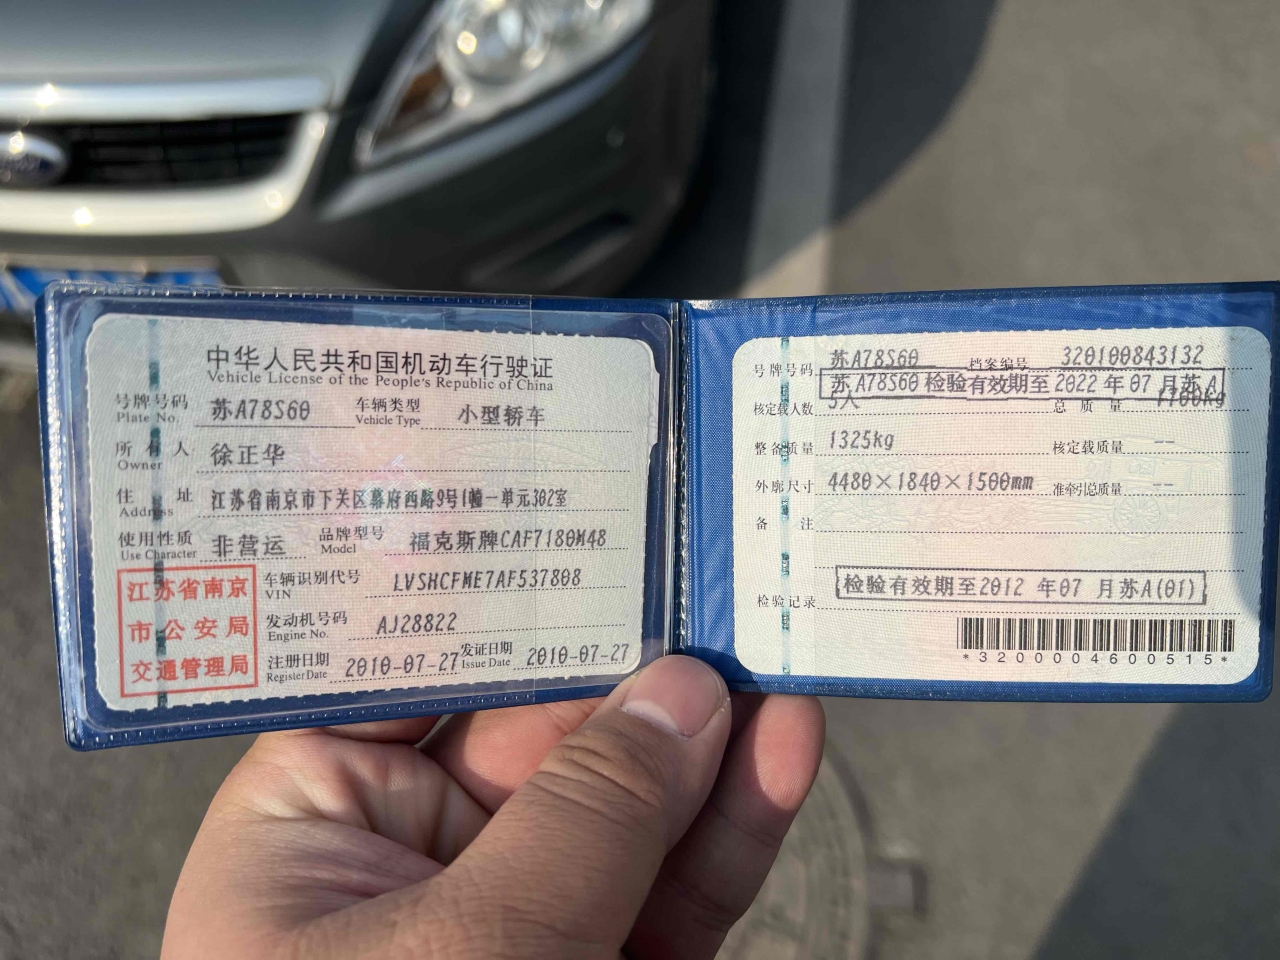 中华人民共和国机动车行驶证
Vehicle License of the People's Republic of China
号牌号码 苏A78S60 车辆类型 小型轿车
Plate No. Vehicle Type
所有人 徐正华
Owner
住址 江苏省南京市下关区幕府西路9号1幢一单元302室
Address
使用性质 非营运 品牌型号 福克斯牌CAF7180M48
Use Character Model
江苏省南京
市公安局
交通管理局
车辆识别代号 LVSHCFME7AF537808
VIN
发动机号码 AJ28822
Engine No.
注册日期 2010-07-27 发证日期 2010-07-27
Register Date Issue Date
号牌号码 苏A78S60 档案编号 320100843132
苏A78S60 检验有效期至2022年07月苏A
核定载人数 5人 总质量
整备质量 1325kg 核定载质量 --
外廓尺寸 4480×1840×1500mm 准牵引总质量 --
备注
检验记录 检验有效期至2012 年07 月苏A(01)
*3200004600515*